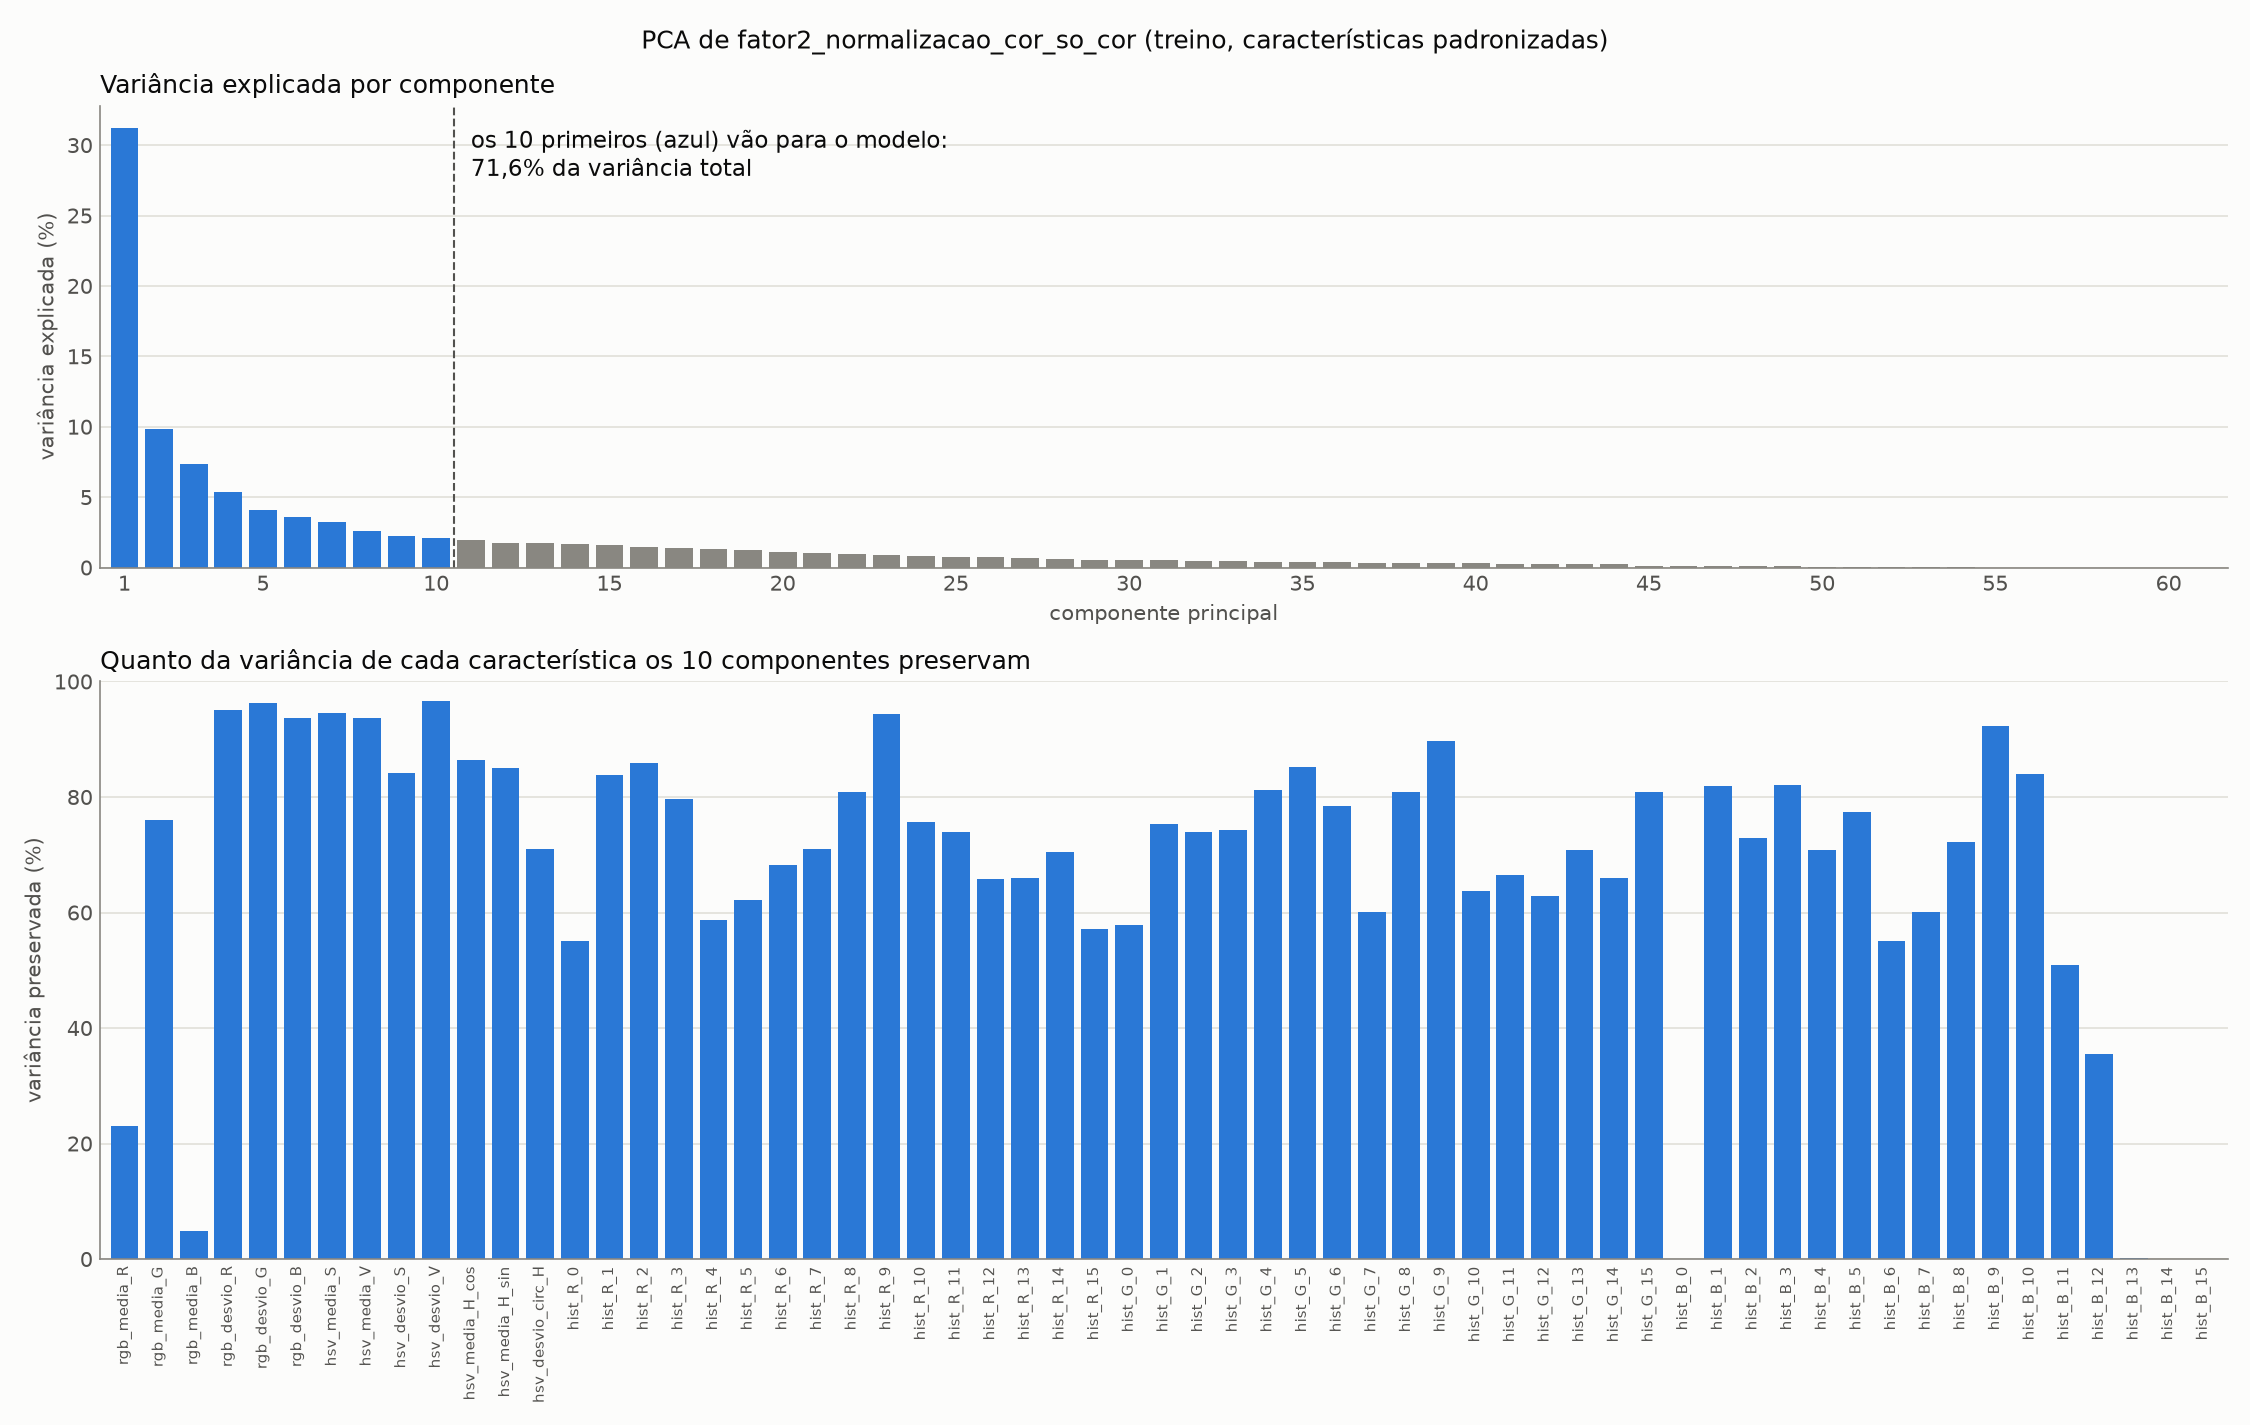 PCA de fator2_normalizacao_cor_so_cor (treino, características padronizadas)
Variância explicada por componente
os 10 primeiros (azul) vão para o modelo:
71,6% da variância total
variância explicada (%)
30
25
20
15
10
5
0
1 5 10 15 20 25 30 35 40 45 50 55 60
componente principal
Quanto da variância de cada característica os 10 componentes preservam
variância preservada (%)
100
80
60
40
20
0
rgb_media_R
rgb_media_G
rgb_media_B
rgb_desvio_R
rgb_desvio_G
rgb_desvio_B
hsv_media_S
hsv_media_V
hsv_desvio_S
hsv_desvio_V
hsv_media_H_cos
hsv_media_H_sin
hsv_desvio_circ_H
hist_R_0
hist_R_1
hist_R_2
hist_R_3
hist_R_4
hist_R_5
hist_R_6
hist_R_7
hist_R_8
hist_R_9
hist_R_10
hist_R_11
hist_R_12
hist_R_13
hist_R_14
hist_R_15
hist_G_0
hist_G_1
hist_G_2
hist_G_3
hist_G_4
hist_G_5
hist_G_6
hist_G_7
hist_G_8
hist_G_9
hist_G_10
hist_G_11
hist_G_12
hist_G_13
hist_G_14
hist_G_15
hist_B_0
hist_B_1
hist_B_2
hist_B_3
hist_B_4
hist_B_5
hist_B_6
hist_B_7
hist_B_8
hist_B_9
hist_B_10
hist_B_11
hist_B_12
hist_B_13
hist_B_14
hist_B_15